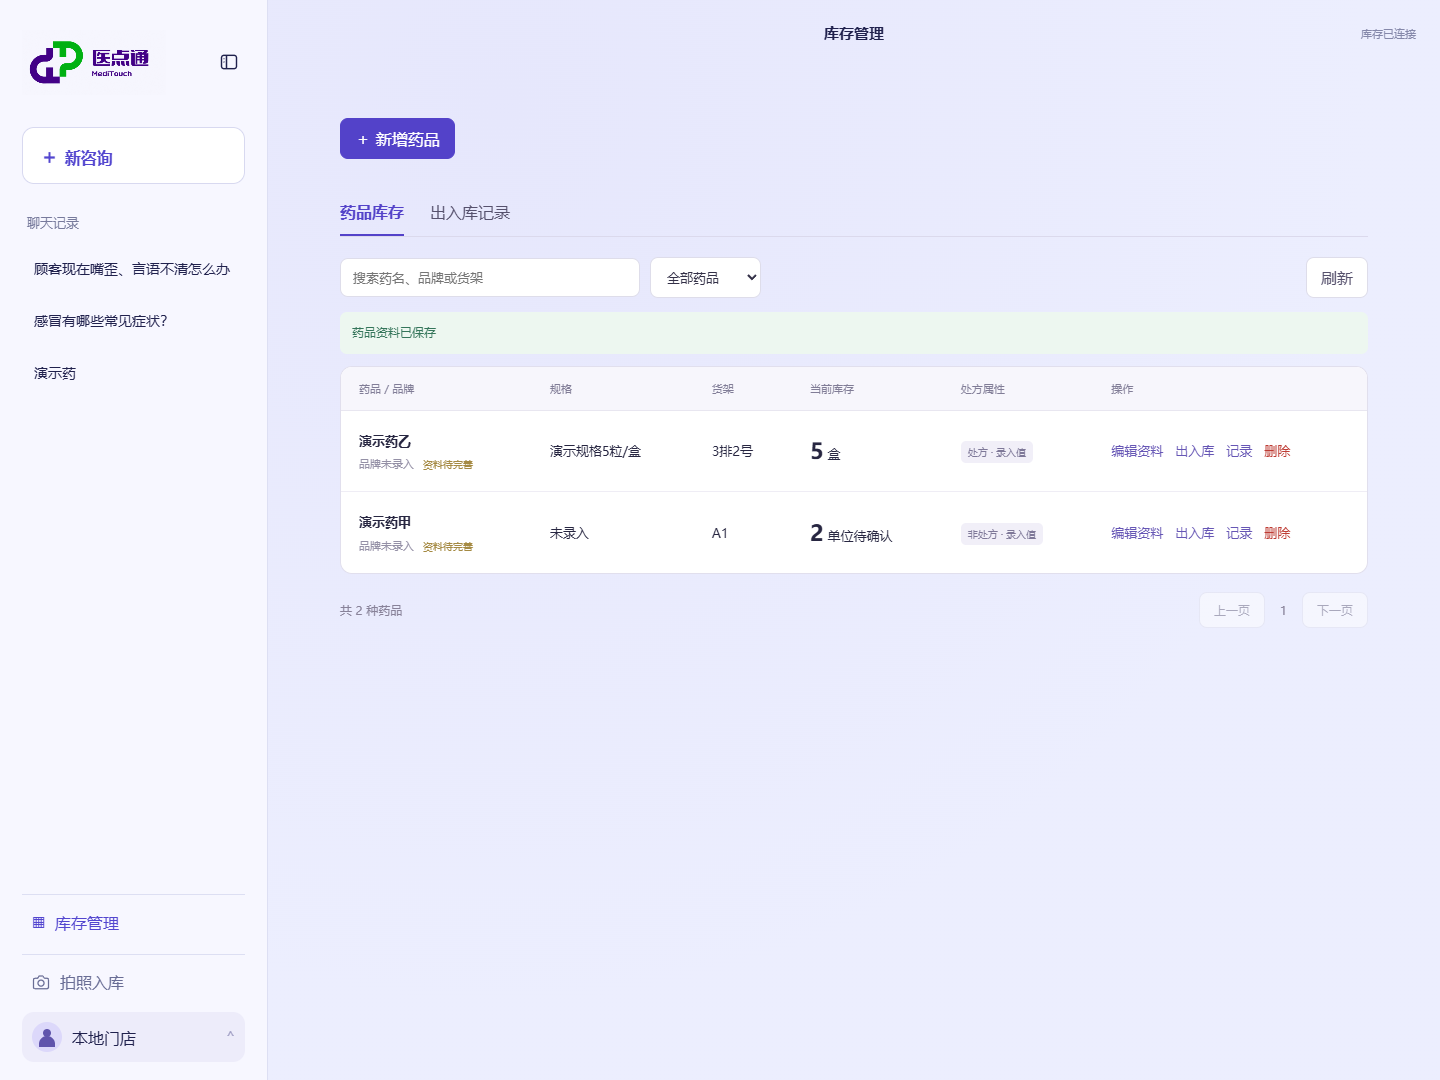 医点通
MediTouch
+ 新咨询
聊天记录
顾客现在嘴歪、言语不清怎么办
感冒有哪些常见症状?
演示药
库存管理
拍照入库
本地门店
库存管理
库存已连接
+ 新增药品
药品库存 出入库记录
搜索药名、品牌或货架 全部药品 刷新
药品资料已保存
药品 / 品牌 规格 货架 当前库存 处方属性 操作
演示药乙
品牌未录入 资料待完善 演示规格5粒/盒 3排2号 5 盒 处方 · 录入值 编辑资料 出入库 记录 删除
演示药甲
品牌未录入 资料待完善 未录入 A1 2 单位待确认 非处方 · 录入值 编辑资料 出入库 记录 删除
共 2 种药品 上一页 1 下一页